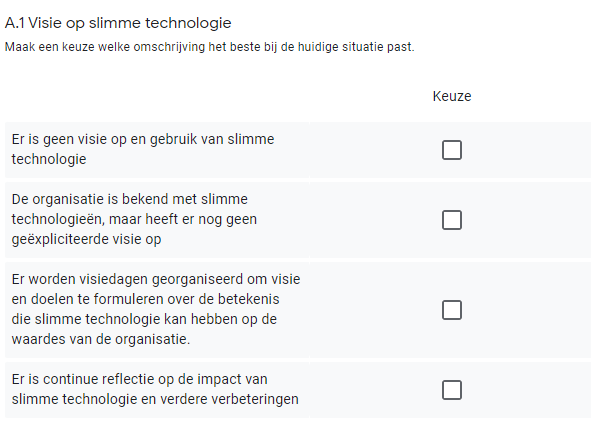 A.1 Visie op slimme technologie
Maak een keuze welke omschrijving het beste bij de huidige situatie past.
Keuze
Er is geen visie op en gebruik van slimme
technologie
De organisatie is bekend met slimme
technologieën, maar heeft er nog geen
geëxpliciteerde visie op
Er worden visiedagen georganiseerd om visie
en doelen te formuleren over de betekenis
die slimme technologie kan hebben op de
waardes van de organisatie.
Er is continue reflectie op de impact van
slimme technologie en verdere verbeteringen